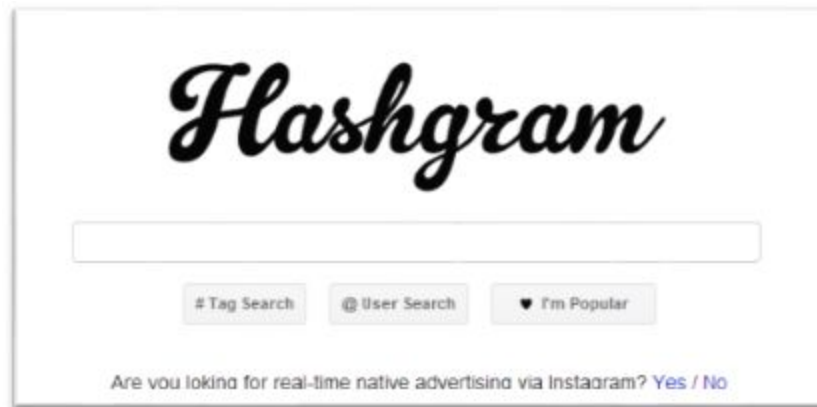 Hashgram
# Tag Search @ User Search ♥ I'm Popular
Are you loking for real-time native advertising via Instagram? Yes / No